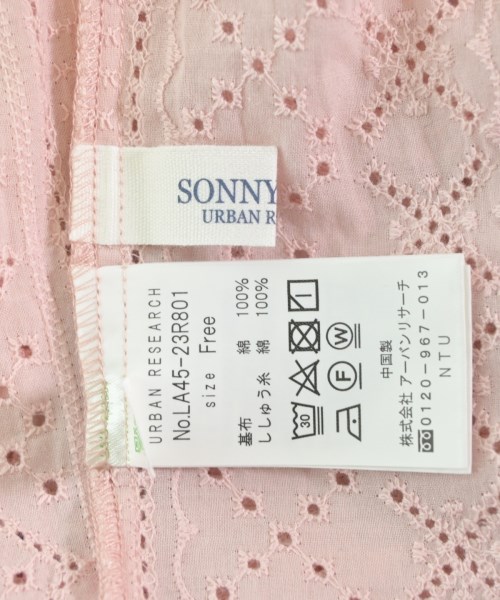 SONNY
URBAN R
URBAN RESEARCH
No.LA45-23R801
size Free
基布 綿 100%
ししゅう糸 綿 100%
30
F W
中国製
株式会社 アーバンリサーチ
0120-967-013
NTU